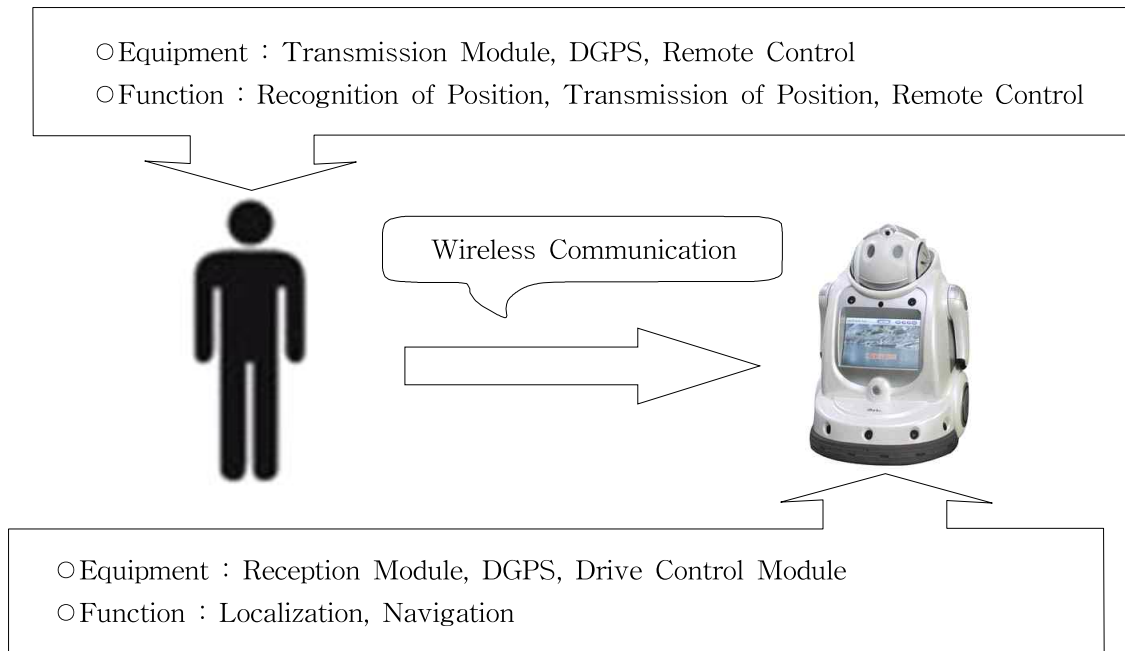 ○Equipment : Transmission Module, DGPS, Remote Control
○Function : Recognition of Position, Transmission of Position, Remote Control
Wireless Communication
○Equipment : Reception Module, DGPS, Drive Control Module
○Function : Localization, Navigation